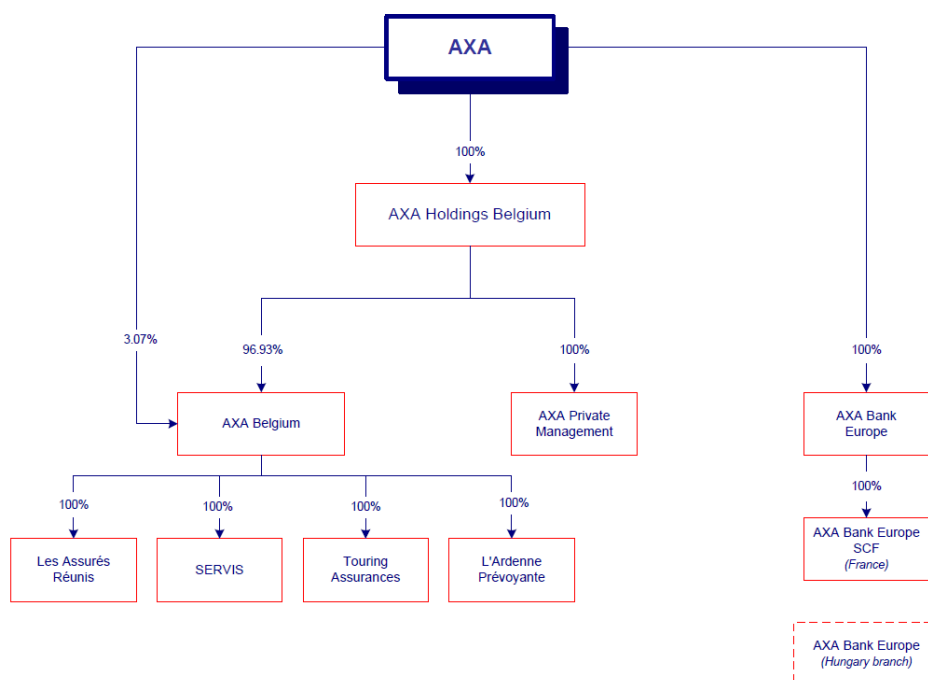 AXA
100%
AXA Holdings Belgium
3.07%
96.93%
100%
100%
AXA Belgium
AXA Private
Management
AXA Bank
Europe
100%
100%
100%
100%
100%
Les Assurés
Réunis
SERVIS
Touring
Assurances
L'Ardenne
Prévoyante
AXA Bank Europe
SCF
(France)
AXA Bank Europe
(Hungary branch)